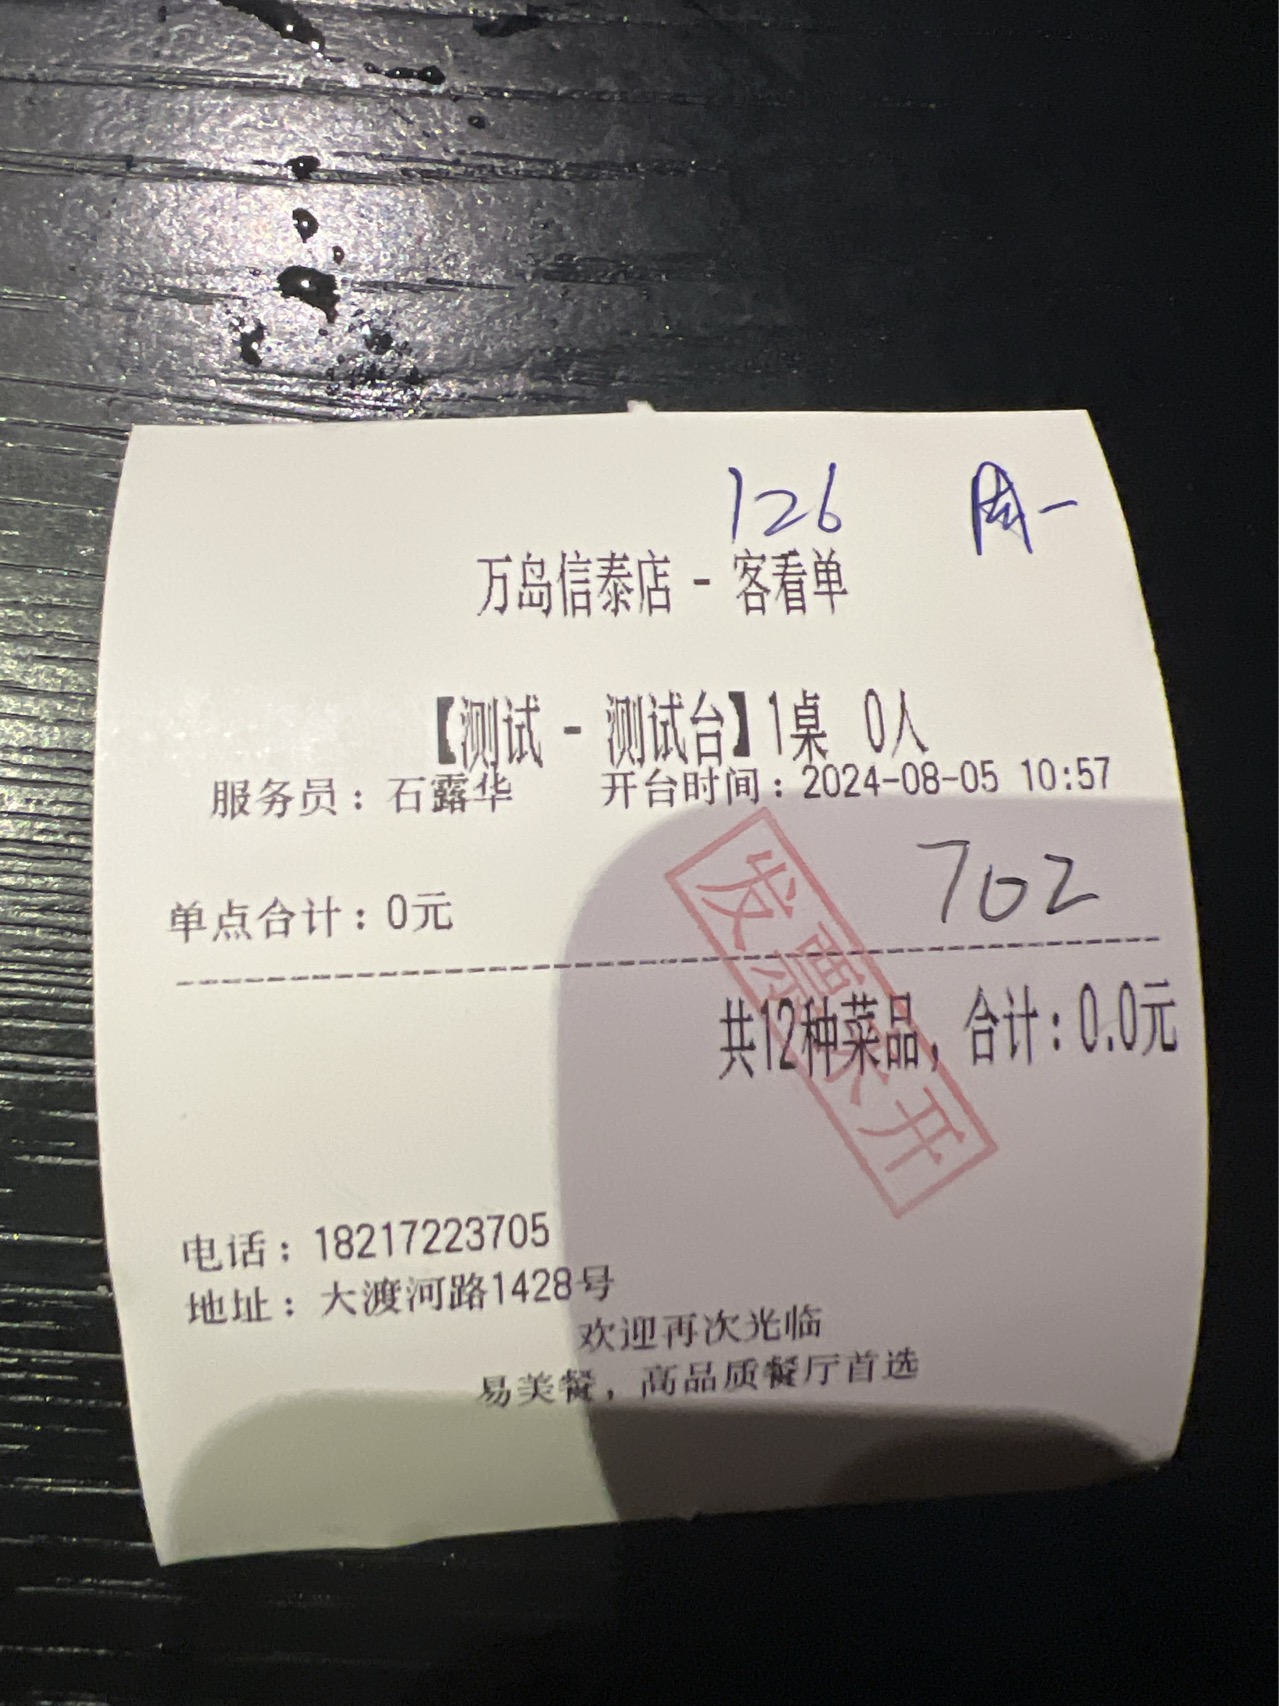 126 周一
万岛信泰店 - 客看单
【测试 - 测试台】1桌 0人
服务员：石露华 开台时间：2024-08-05 10:57
702
单点合计：0元
发票未开
共12种菜品，合计：0.0元
电话：18217223705
地址：大渡河路1428号
欢迎再次光临
易美餐，高品质餐厅首选